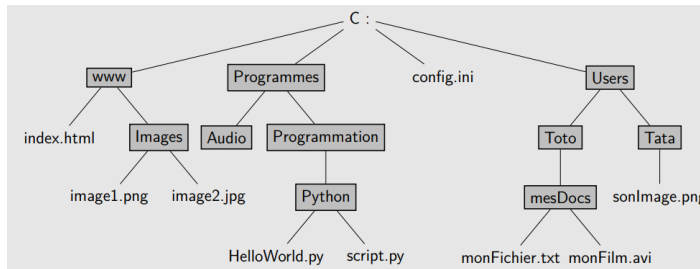 C :
www Programmes config.ini Users
index.html Images Audio Programmation Toto Tata
image1.png image2.jpg Python mesDocs sonImage.png
HelloWorld.py script.py monFichier.txt monFilm.avi